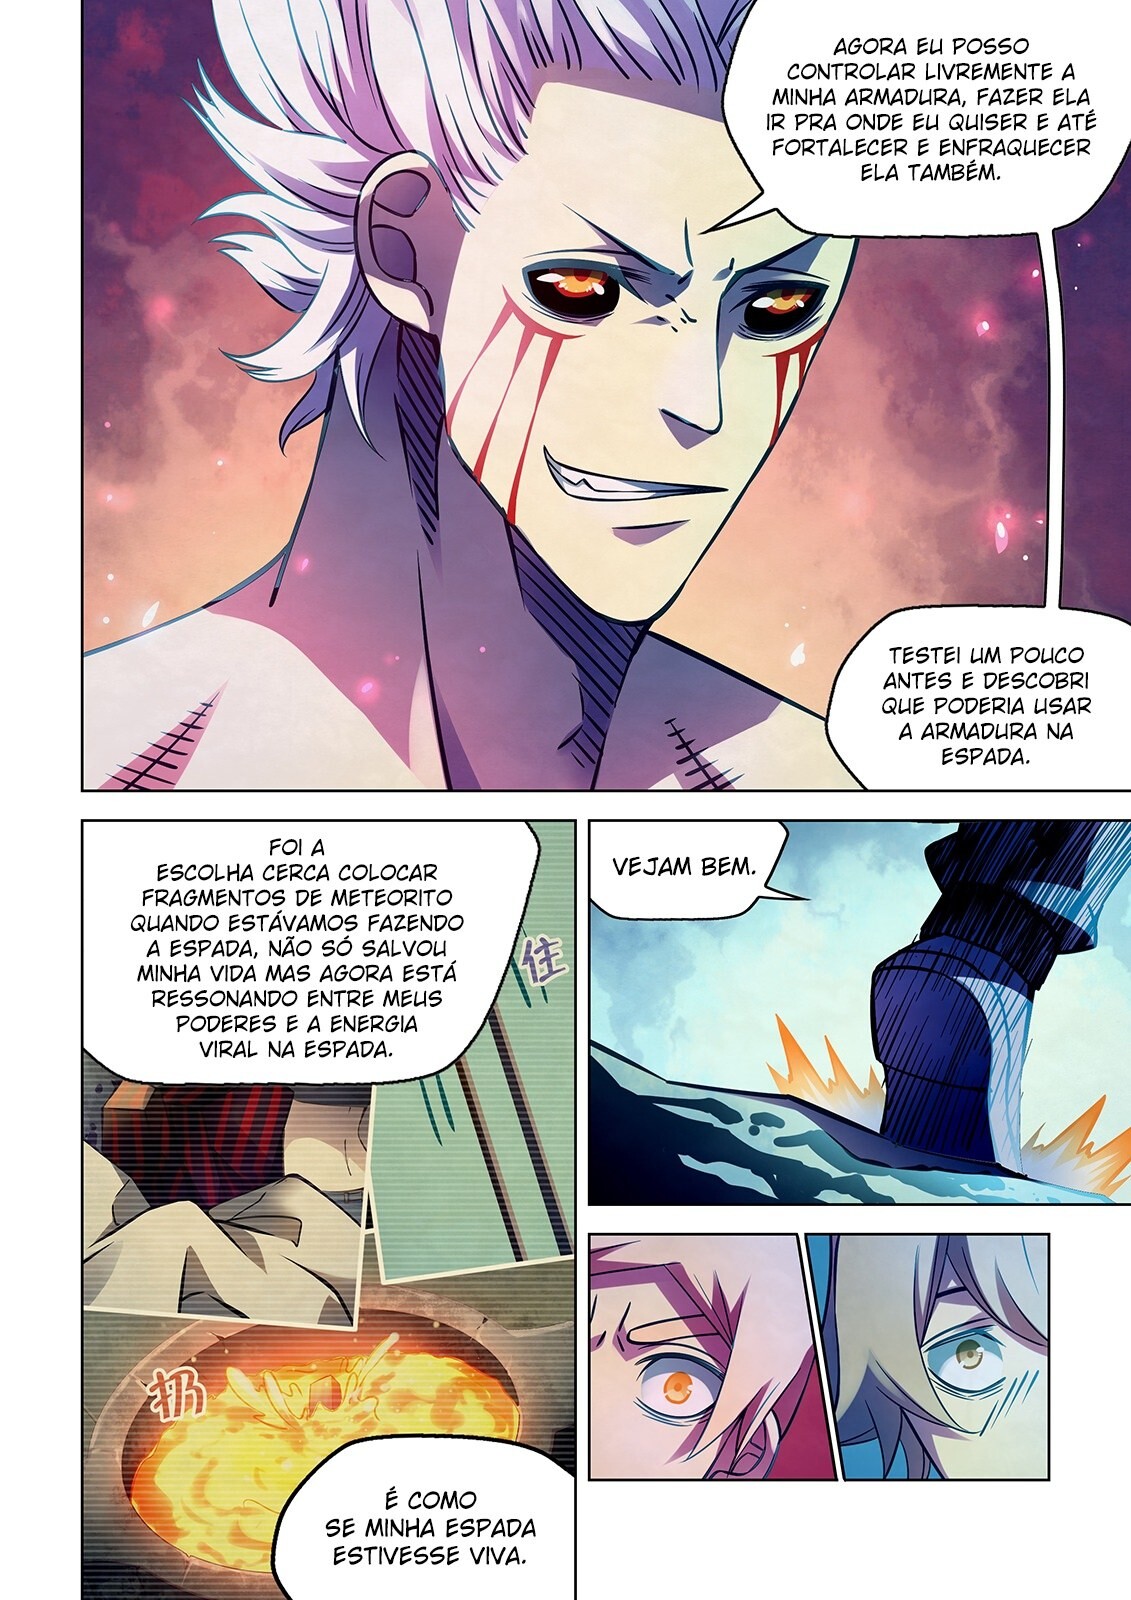 AGORA EU POSSO
CONTROLAR LIVREMENTE A
MINHA ARMADURA, FAZER ELA
IR PRA ONDE EU QUISER E ATÉ
FORTALECER E ENFRAQUECER
ELA TAMBÉM.
TESTEI UM POUCO
ANTES E DESCOBRI
QUE PODERIA USAR
A ARMADURA NA
ESPADA.
FOI A
ESCOLHA CERCA COLOCAR
FRAGMENTOS DE METEORITO
QUANDO ESTÁVAMOS FAZENDO
A ESPADA, NÃO SÓ SALVOU
MINHA VIDA MAS AGORA ESTÁ
RESSONANDO ENTRE MEUS
PODERES E A ENERGIA
VIRAL NA ESPADA.
住
扔
É COMO
SE MINHA ESPADA
ESTIVESSE VIVA.
VEJAM BEM.